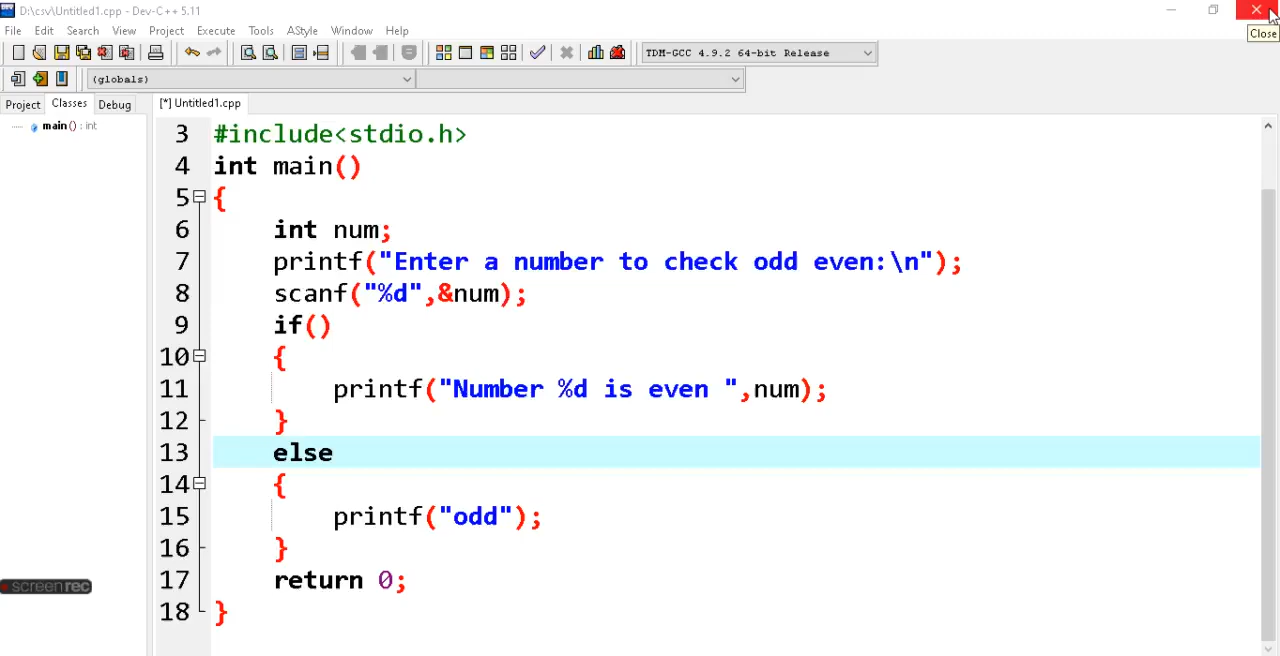 D:\csv\Untitled1.cpp - Dev-C++ 5.11
File Edit Search View Project Execute Tools AStyle Window Help
Close
TDM-GCC 4.9.2 64-bit Release
(globals)
Project Classes Debug
[*] Untitled1.cpp
main () : int
3 #include<stdio.h>
4 int main()
5 {
6 int num;
7 printf("Enter a number to check odd even:\n");
8 scanf("%d",&num);
9 if()
10 {
11 printf("Number %d is even ",num);
12 }
13 else
14 {
15 printf("odd");
16 }
17 return 0;
18 }
screenrec